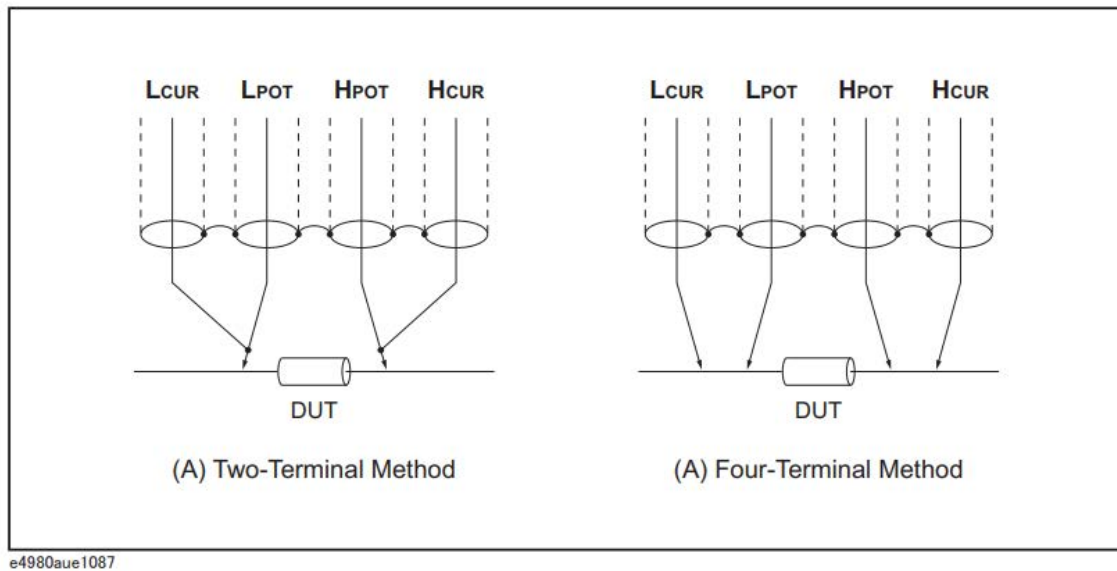 LCUR LPOT HPOT HCUR
LCUR LPOT HPOT HCUR
DUT
DUT
(A) Two-Terminal Method
(A) Four-Terminal Method
e4980aue1087